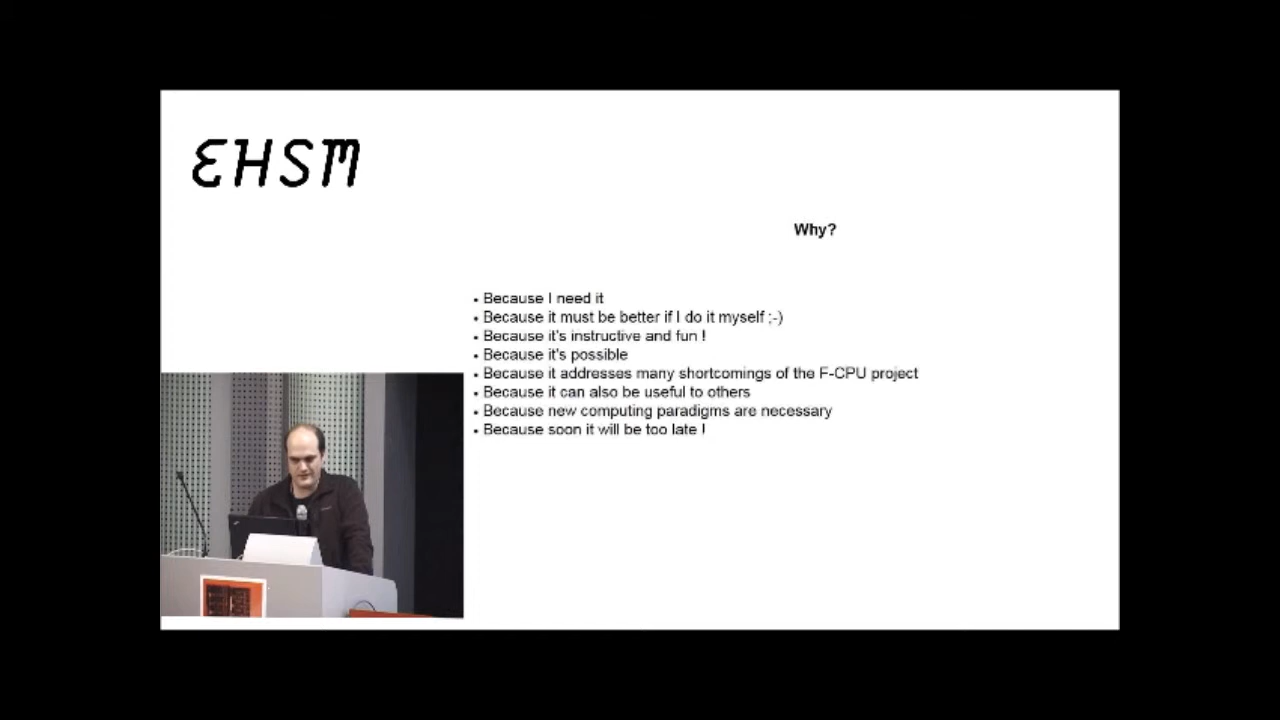 EHSM
Why?
• Because I need it
• Because it must be better if I do it myself ;-)
• Because it's instructive and fun !
• Because it's possible
• Because it addresses many shortcomings of the F-CPU project
• Because it can also be useful to others
• Because new computing paradigms are necessary
• Because soon it will be too late !